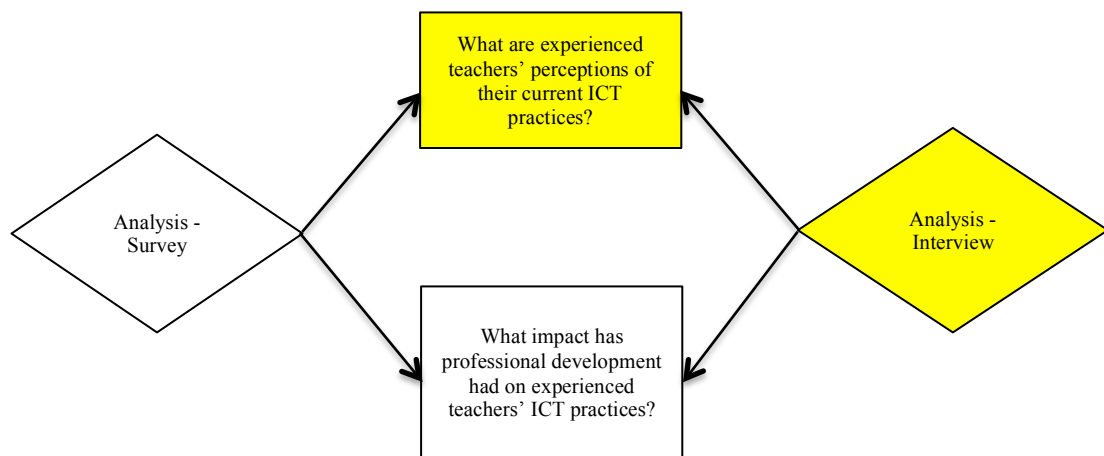 What are experienced
teachers’ perceptions of
their current ICT
practices?
Analysis -
Survey
Analysis -
Interview
What impact has
professional development
had on experienced
teachers’ ICT practices?